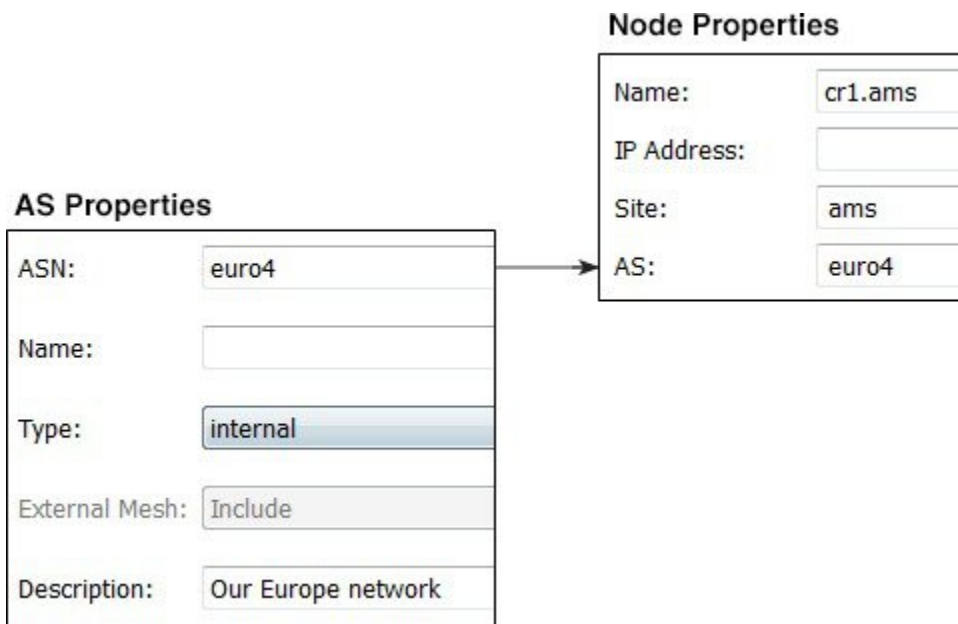 Node Properties
Name: cr1.ams
IP Address:
Site: ams
AS: euro4
AS Properties
ASN: euro4
Name:
Type: internal
External Mesh: Include
Description: Our Europe network